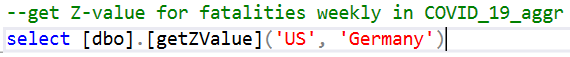 --get Z-value for fatalities weekly in COVID_19_aggr
select [dbo].[getZValue]('US', 'Germany')